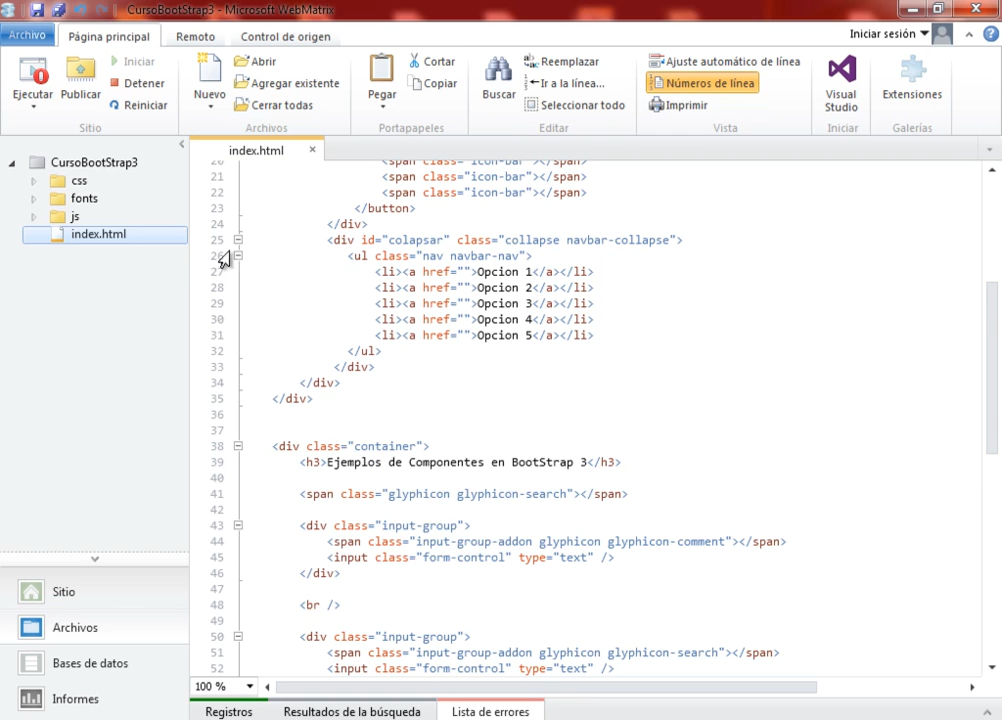 CursoBootStrap3 - Microsoft WebMatrix
Archivo
Página principal
Remoto
Control de origen
Iniciar sesión
Ejecutar
Publicar
Iniciar
Detener
Reiniciar
Sitio
Nuevo
Abrir
Agregar existente
Cerrar todas
Archivos
Pegar
Cortar
Copiar
Portapapeles
Buscar
Reemplazar
Ir a la línea...
Seleccionar todo
Editar
Ajuste automático de línea
Números de línea
Imprimir
Vista
Visual Studio
Iniciar
Extensiones
Galerías
CursoBootStrap3
css
fonts
js
index.html
Sitio
Archivos
Bases de datos
Informes
index.html
20 <span class="icon-bar"></span>
21 <span class="icon-bar"></span>
22 <span class="icon-bar"></span>
23 </button>
24 </div>
25 <div id="colapsar" class="collapse navbar-collapse">
26 <ul class="nav navbar-nav">
27 <li><a href="">Opcion 1</a></li>
28 <li><a href="">Opcion 2</a></li>
29 <li><a href="">Opcion 3</a></li>
30 <li><a href="">Opcion 4</a></li>
31 <li><a href="">Opcion 5</a></li>
32 </ul>
33 </div>
34 </div>
35 </div>
36
37
38 <div class="container">
39 <h3>Ejemplos de Componentes en BootStrap 3</h3>
40
41 <span class="glyphicon glyphicon-search"></span>
42
43 <div class="input-group">
44 <span class="input-group-addon glyphicon glyphicon-comment"></span>
45 <input class="form-control" type="text" />
46 </div>
47
48 <br />
49
50 <div class="input-group">
51 <span class="input-group-addon glyphicon glyphicon-search"></span>
52 <input class="form-control" type="text" />
100 %
Registros
Resultados de la búsqueda
Lista de errores